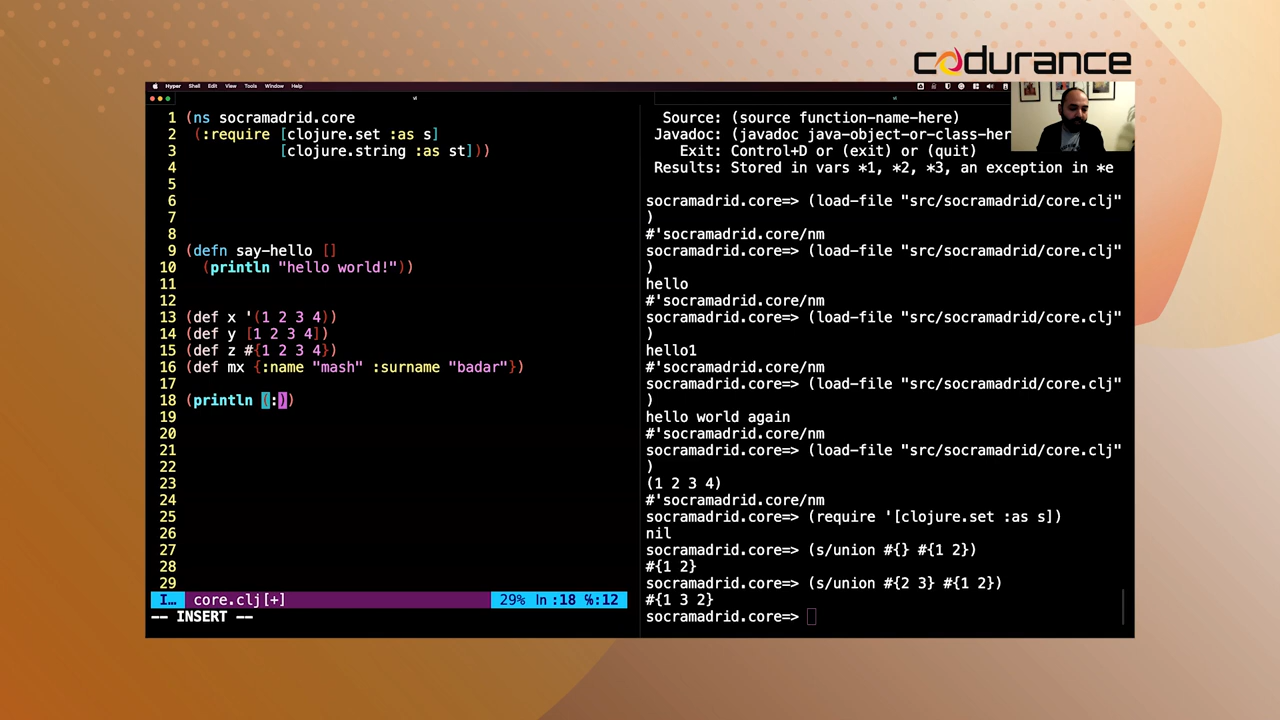 codurance
Hyper Shell Edit View Tools Window Help
vi
vi
1 (ns socramadrid.core
2 (:require [clojure.set :as s]
3 [clojure.string :as st]))
4
5
6
7
8
9 (defn say-hello []
10 (println "hello world!"))
11
12
13 (def x '(1 2 3 4))
14 (def y [1 2 3 4])
15 (def z #{1 2 3 4})
16 (def mx {:name "mash" :surname "badar"})
17
18 (println (:))
19
20
21
22
23
24
25
26
27
28
29
I… core.clj[+] 29% ln :18 %:12
-- INSERT --
Source: (source function-name-here)
Javadoc: (javadoc java-object-or-class-her
Exit: Control+D or (exit) or (quit)
Results: Stored in vars *1, *2, *3, an exception in *e
socramadrid.core=> (load-file "src/socramadrid/core.clj"
)
#'socramadrid.core/nm
socramadrid.core=> (load-file "src/socramadrid/core.clj"
)
hello
#'socramadrid.core/nm
socramadrid.core=> (load-file "src/socramadrid/core.clj"
)
hello1
#'socramadrid.core/nm
socramadrid.core=> (load-file "src/socramadrid/core.clj"
)
hello world again
#'socramadrid.core/nm
socramadrid.core=> (load-file "src/socramadrid/core.clj"
)
(1 2 3 4)
#'socramadrid.core/nm
socramadrid.core=> (require '[clojure.set :as s])
nil
socramadrid.core=> (s/union #{} #{1 2})
#{1 2}
socramadrid.core=> (s/union #{2 3} #{1 2})
#{1 3 2}
socramadrid.core=>